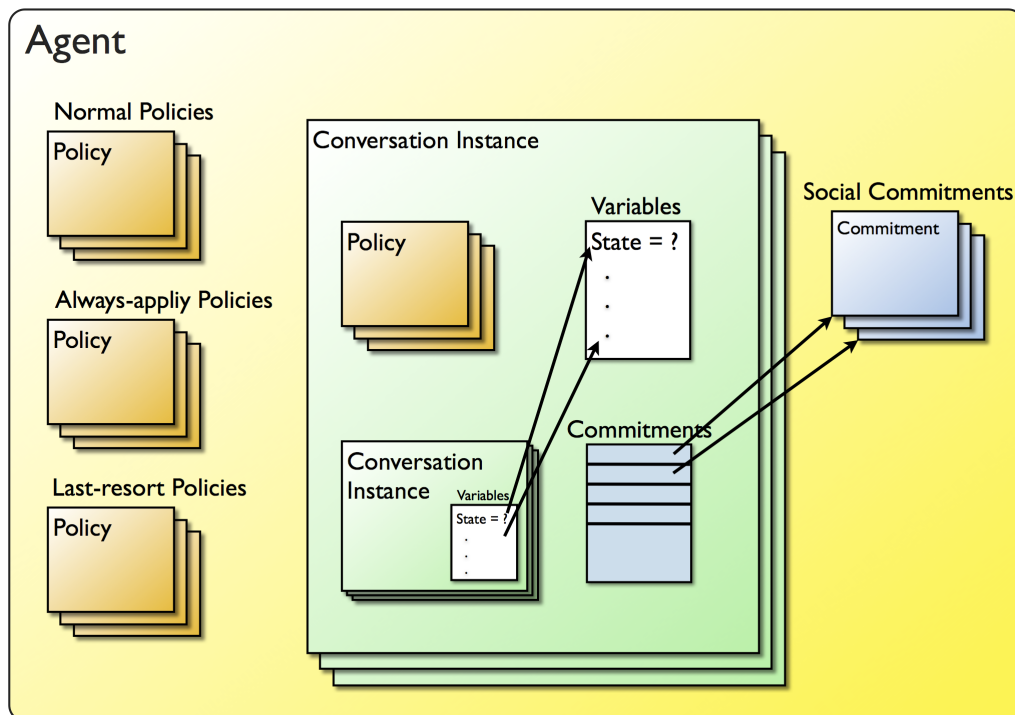 Agent
Normal Policies
Policy
Always-appliy Policies
Policy
Last-resort Policies
Policy
Conversation Instance
Policy
Variables
State = ?
.
.
.
Conversation
Instance
Variables
State = ?
.
.
.
Commitments
Social Commitments
Commitment